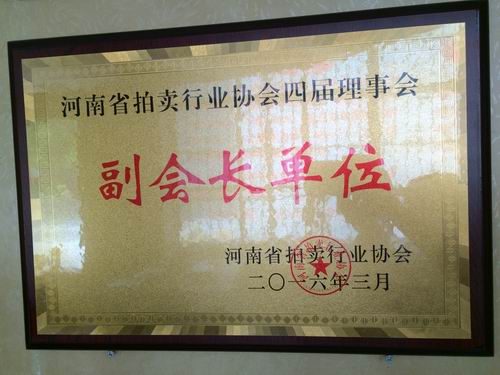 河南省拍卖行业协会四届理事会
副会长单位
河南省拍卖行业协会
二〇一六年三月